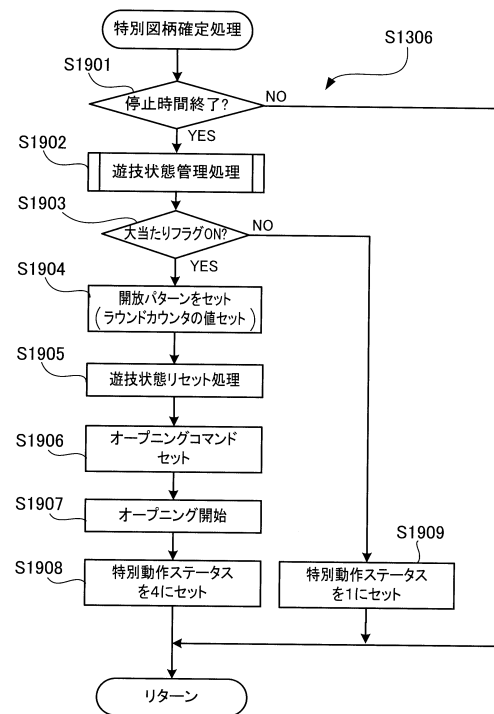 特別図柄確定処理
S1901
S1306
停止時間終了?
NO
YES
S1902
遊技状態管理処理
S1903
大当たりフラグON?
NO
YES
S1904
開放パターンをセット
(ラウンドカウンタの値セット)
S1905
遊技状態リセット処理
S1906
オープニングコマンド
セット
S1907
オープニング開始
S1908
特別動作ステータス
を4にセット
S1909
特別動作ステータス
を1にセット
リターン